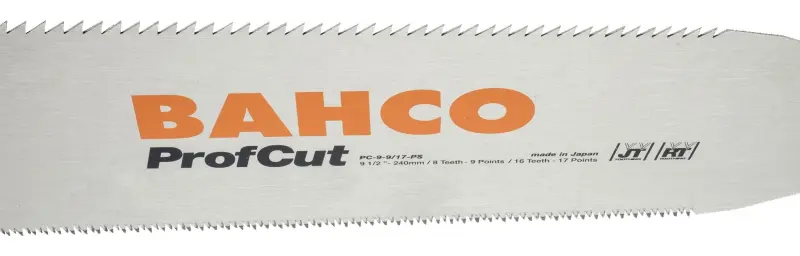 BAHCO
ProfCut
PC-9-9/17-PS made in Japan
9 1/2 "- 240mm / 8 Teeth - 9 Points / 16 Teeth - 17 Points
JT RT